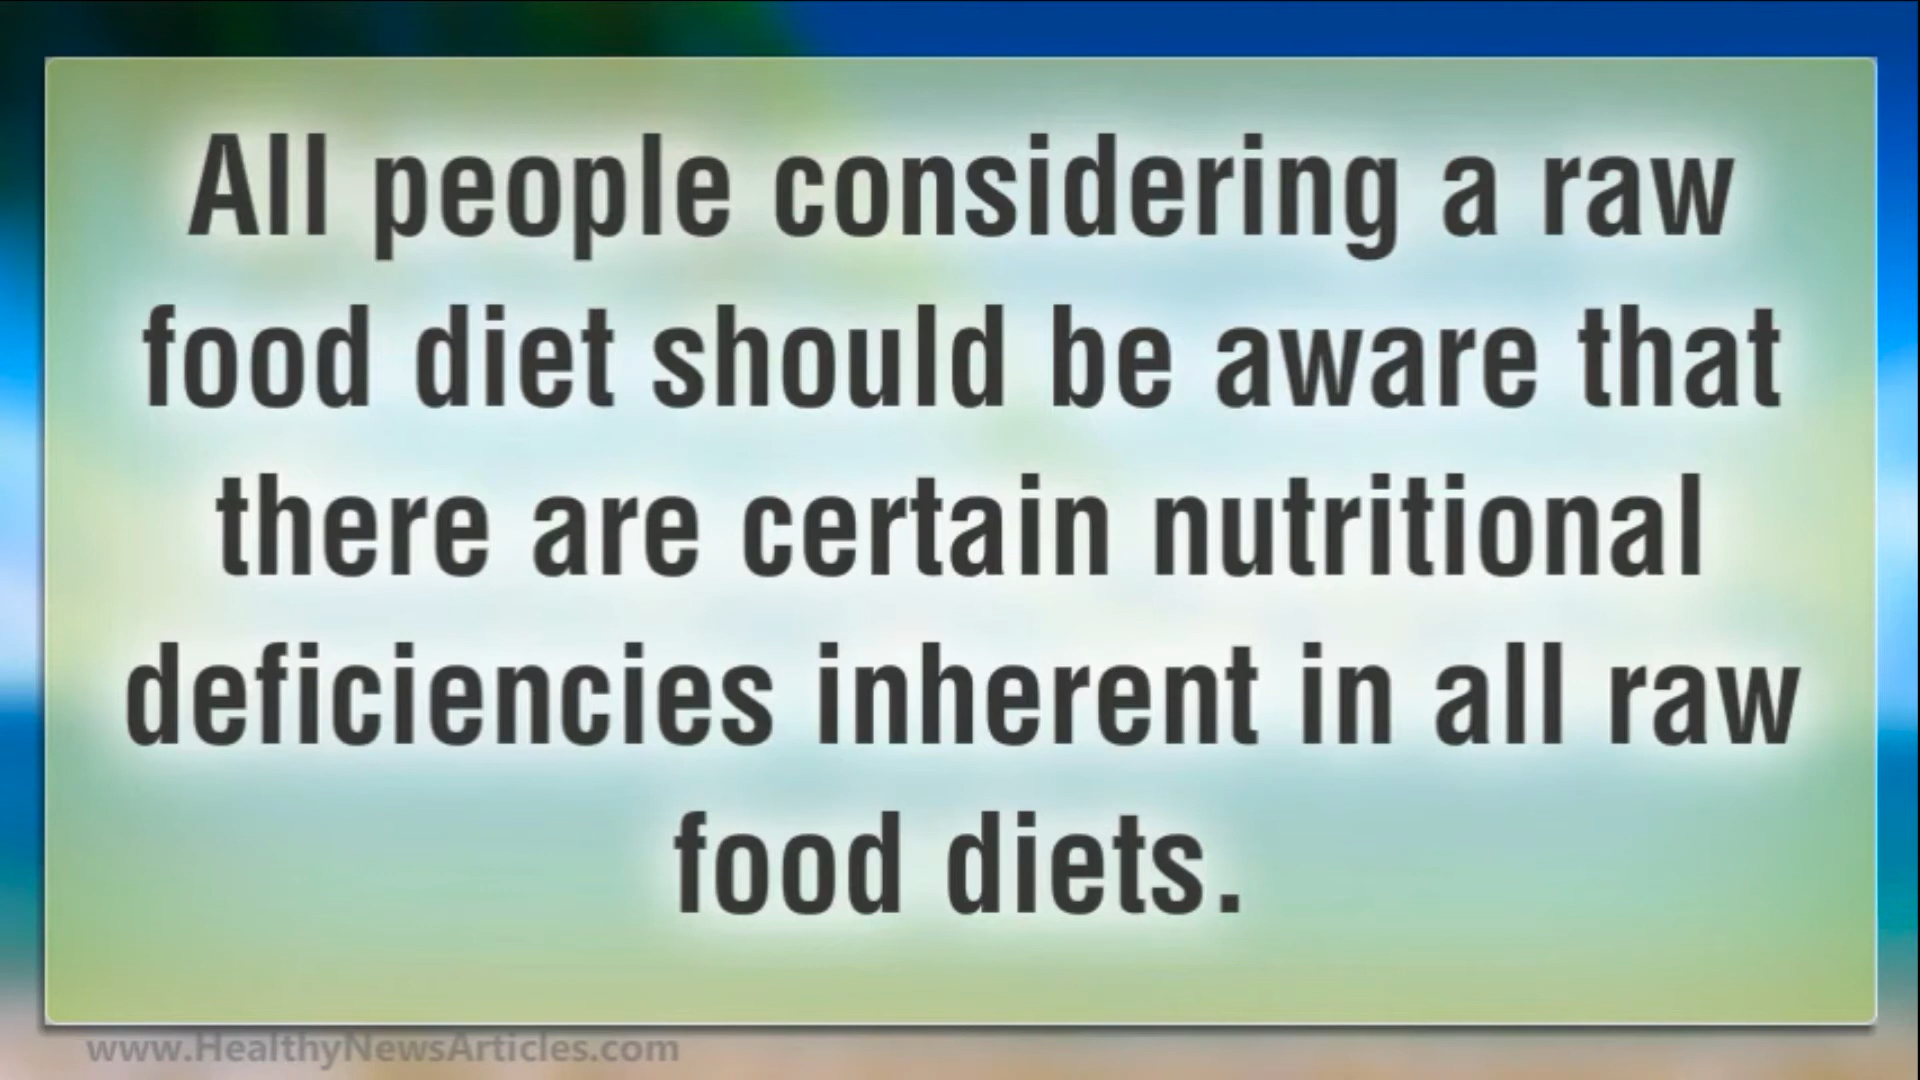 All people considering a raw
food diet should be aware that
there are certain nutritional
deficiencies inherent in all raw
food diets.
www.HealthyNewsArticles.com